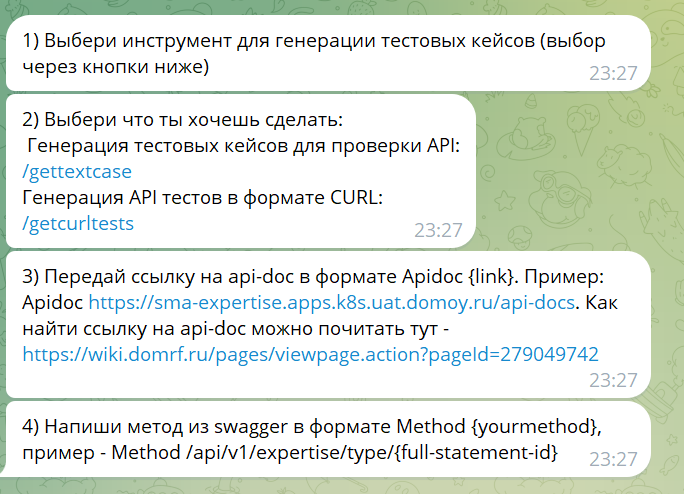 1) Выбери инструмент для генерации тестовых кейсов (выбор
через кнопки ниже)
23:27
2) Выбери что ты хочешь сделать:
Генерация тестовых кейсов для проверки API:
/gettextcase
Генерация API тестов в формате CURL:
/getcurltests
23:27
3) Передай ссылку на api-doc в формате Apidoc {link}. Пример:
Apidoc https://sma-expertise.apps.k8s.uat.domoy.ru/api-docs. Как
найти ссылку на api-doc можно почитать тут -
https://wiki.domrf.ru/pages/viewpage.action?pageId=279049742
23:27
4) Напиши метод из swagger в формате Method {yourmethod},
пример - Method /api/v1/expertise/type/{full-statement-id}
23:27